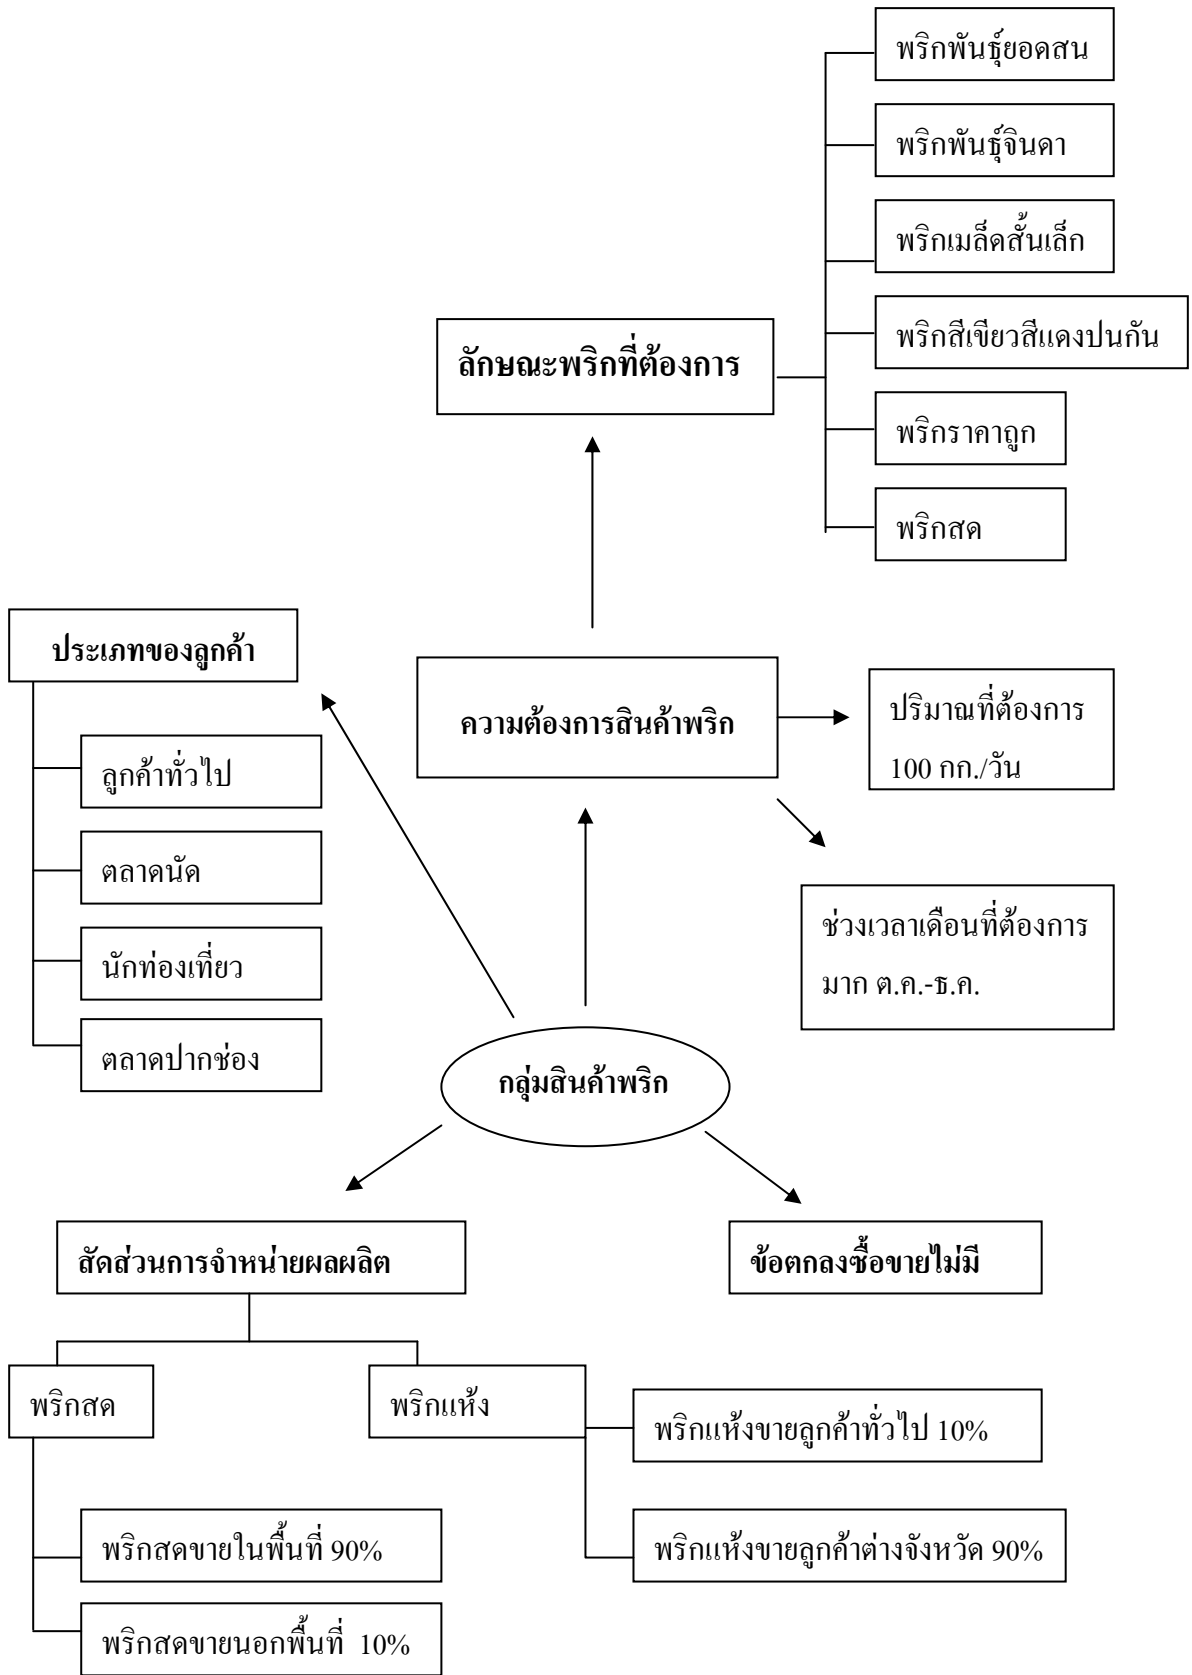 พริกพันธุ์ยอดสน
พริกพันธุ์จินดา
พริกเมล็ดสั้นเล็ก
พริกสีเขียวสีแดงปนกัน
ลักษณะพริกที่ต้องการ
พริกราคาถูก
พริกสด
ประเภทของลูกค้า
ลูกค้าทั่วไป
ตลาดนัด
นักท่องเที่ยว
ตลาดปากช่อง
ความต้องการสินค้าพริก
ปริมาณที่ต้องการ
100 กก./วัน
ช่วงเวลาเดือนที่ต้องการ
มาก ต.ค.-ธ.ค.
กลุ่มสินค้าพริก
สัดส่วนการจำหน่ายผลผลิต
ข้อตกลงซื้อขายไม่มี
พริกสด
พริกแห้ง
พริกแห้งขายลูกค้าทั่วไป 10%
พริกแห้งขายลูกค้าต่างจังหวัด 90%
พริกสดขายในพื้นที่ 90%
พริกสดขายนอกพื้นที่ 10%